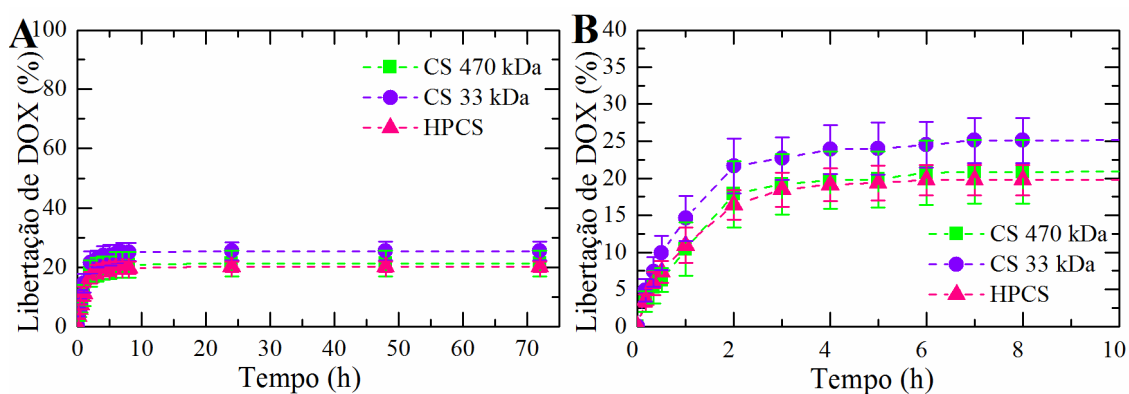 A
Libertação de DOX (%)
100
80
60
40
20
0
CS 470 kDa
CS 33 kDa
HPCS
0 10 20 30 40 50 60 70
Tempo (h)
B
Libertação de DOX (%)
40
35
30
25
20
15
10
5
0
CS 470 kDa
CS 33 kDa
HPCS
0 2 4 6 8 10
Tempo (h)